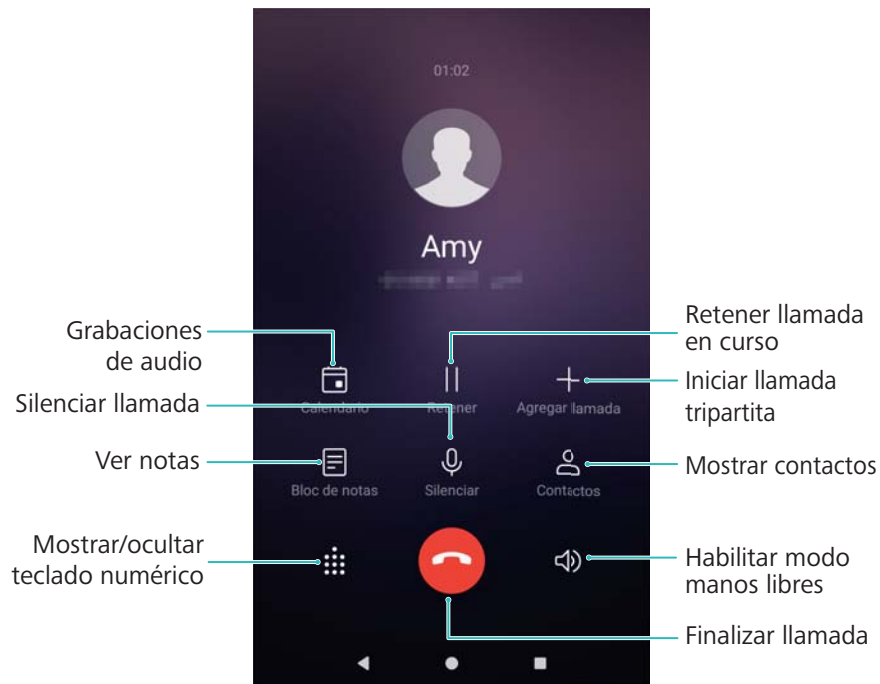 01:02
Amy
Grabaciones
de audio
Retener llamada
en curso
Silenciar llamada
Iniciar llamada
tripartita
Calendario
Retener
Agregar llamada
Ver notas
Mostrar contactos
Bloc de notas
Silenciar
Contactos
Mostrar/ocultar
teclado numérico
Habilitar modo
manos libres
Finalizar llamada